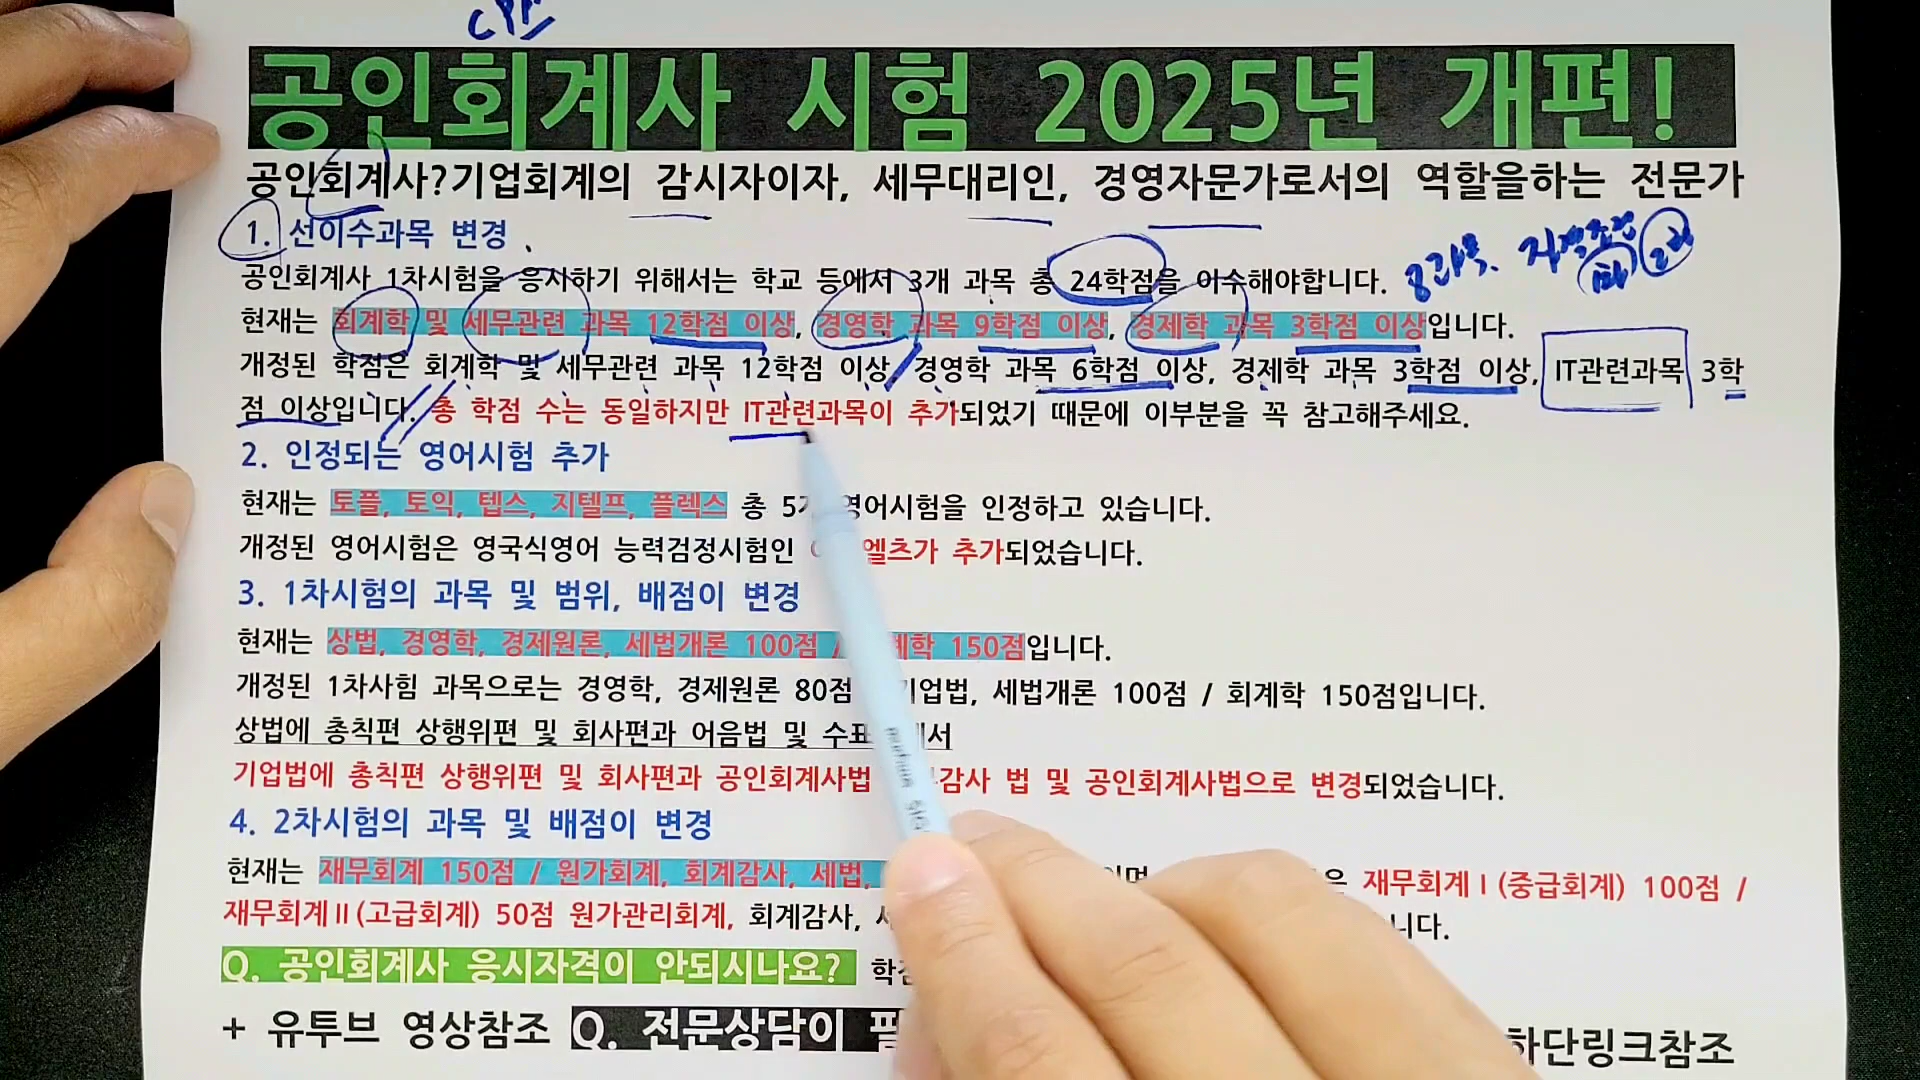 CPA
공인회계사 시험 2025년 개편!
공인회계사?기업회계의 감시자이자, 세무대리인, 경영자문가로서의 역할을하는 전문가
1. 선이수과목 변경
공인회계사 1차시험을 응시하기 위해서는 학교 등에서 3개 과목 총 24학점을 이수해야합니다. 8과목.
현재는 회계학 및 세무관련 과목 12학점 이상, 경영학 과목 9학점 이상, 경제학 과목 3학점 이상입니다.
개정된 학점은 회계학 및 세무관련 과목 12학점 이상, 경영학 과목 6학점 이상, 경제학 과목 3학점 이상, IT관련과목 3학
점 이상입니다. 총 학점 수는 동일하지만 IT관련과목이 추가되었기 때문에 이부분을 꼭 참고해주세요.
2. 인정되는 영어시험 추가
현재는 토플, 토익, 텝스, 지텔프, 플렉스 총 영어시험을 인정하고 있습니다.
개정된 영어시험은 영국식영어 능력검정시험인 엘츠가 추가되었습니다.
3. 1차시험의 과목 및 범위, 배점이 변경
현재는 상법, 경영학, 경제원론, 세법개론 100점 / 계학 150점입니다.
개정된 1차사험 과목으로는 경영학, 경제원론 80점 기업법, 세법개론 100점 / 회계학 150점입니다.
상법에 총칙편 상행위편 및 회사편과 어음법 및 수표 에서
기업법에 총칙편 상행위편 및 회사편과 공인회계사법 감사 법 및 공인회계사법으로 변경되었습니다.
4. 2차시험의 과목 및 배점이 변경
현재는 재무회계 150점 / 원가회계, 회계감사, 세법, 이며 은 재무회계Ⅰ(중급회계) 100점 /
재무회계Ⅱ(고급회계) 50점 원가관리회계, 회계감사, 니다.
Q. 공인회계사 응시자격이 안되시나요?
+ 유투브 영상참조 Q. 전문상담이 하단링크참조